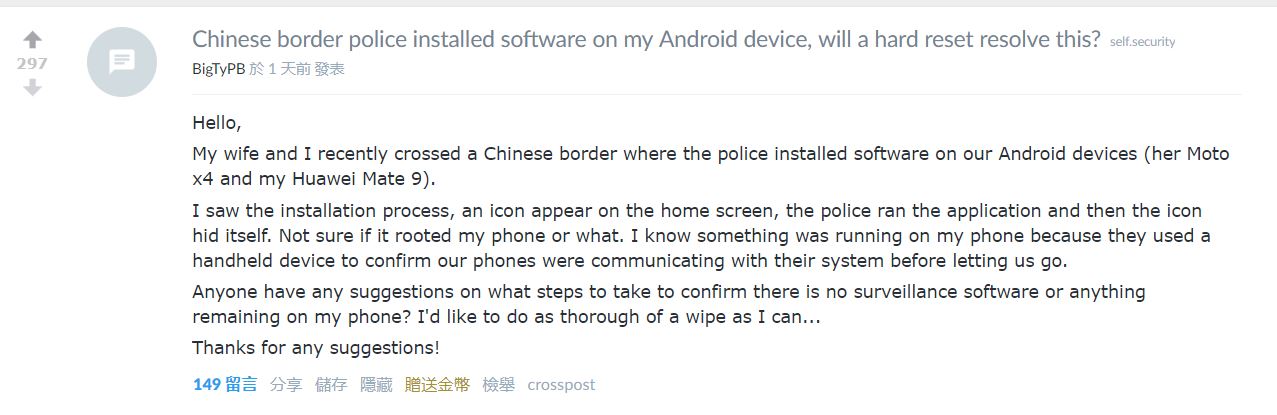 297
Chinese border police installed software on my Android device, will a hard reset resolve this? self.security
BigTyPB 於 1 天前 發表
Hello,
My wife and I recently crossed a Chinese border where the police installed software on our Android devices (her Moto
x4 and my Huawei Mate 9).
I saw the installation process, an icon appear on the home screen, the police ran the application and then the icon
hid itself. Not sure if it rooted my phone or what. I know something was running on my phone because they used a
handheld device to confirm our phones were communicating with their system before letting us go.
Anyone have any suggestions on what steps to take to confirm there is no surveillance software or anything
remaining on my phone? I'd like to do as thorough of a wipe as I can...
Thanks for any suggestions!
149 留言 分享 儲存 隱藏 贈送金幣 檢舉 crosspost